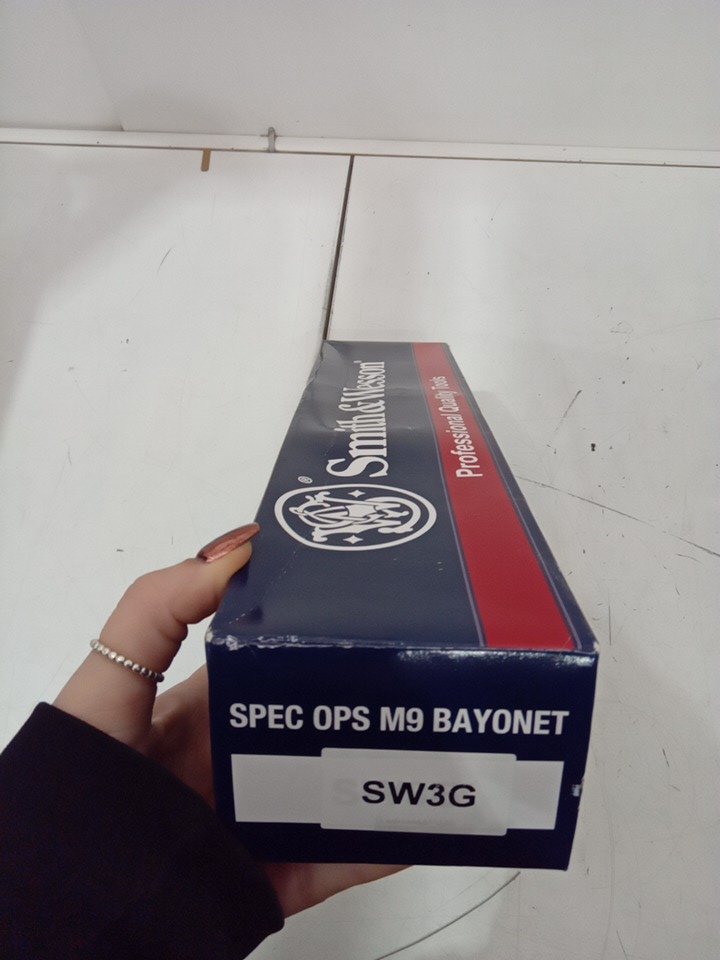 Smith & Wesson®
Professional Quality Tools
SPEC OPS M9 BAYONET
SW3G